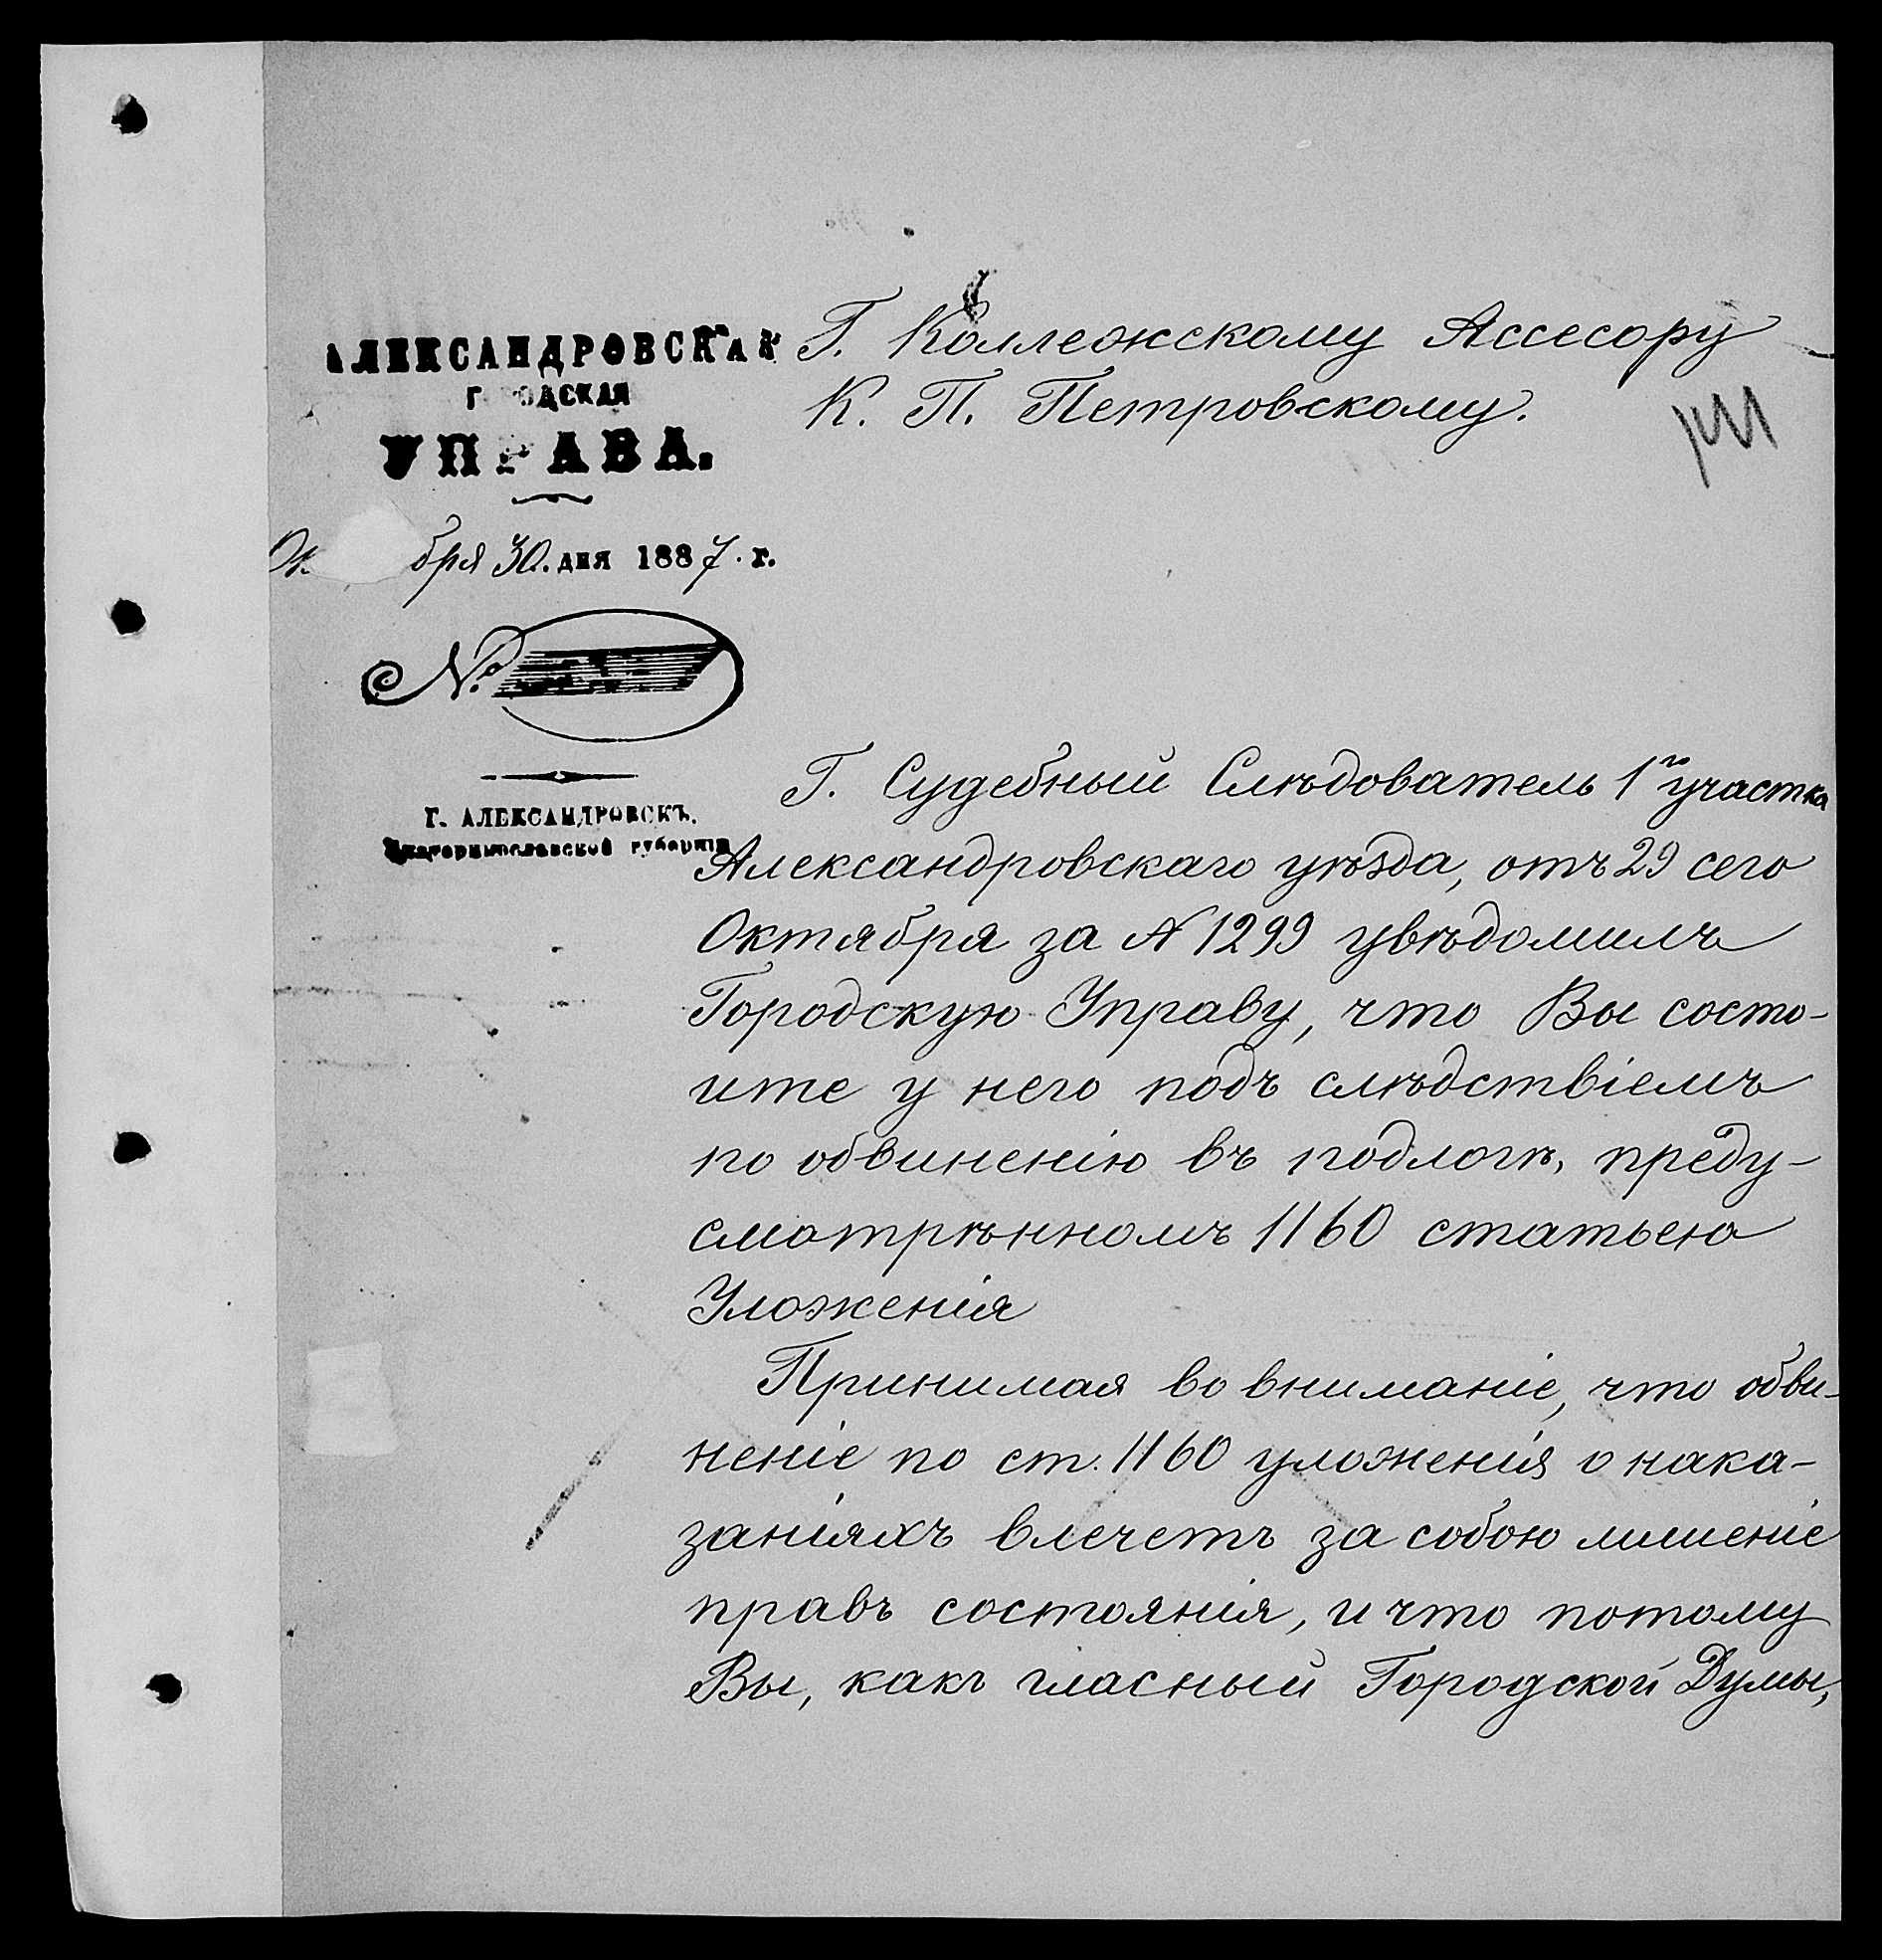 АЛЕКСАНДРОВСКАЯ
ГОРОДСКАЯ
УПРАВА.
бря 30. дня 1887. г.
№
Г. АЛЕКСАНДРОВСКЪ.
Екатеринославской губерніи
Г. Коллежскому Ассесору
К. П. Петровскому.
Г. Судебный Слѣдователь 1го участка
Александровскаго уѣзда, отъ 29 сего
Октября за № 1299 увѣдомилъ
Городскую Управу, что Вы состо-
ите у него подъ слѣдствіемъ
по обвиненію въ подлогѣ, преду-
смотрѣнномъ 1160 статьею
Уложенія
Принимая во вниманіе, что обви-
неніе по ст. 1160 уложенія о нака-
заніяхъ влечетъ за собою лишеніе
правъ состоянія, и что потому
Вы, какъ гласный Городской Думы,